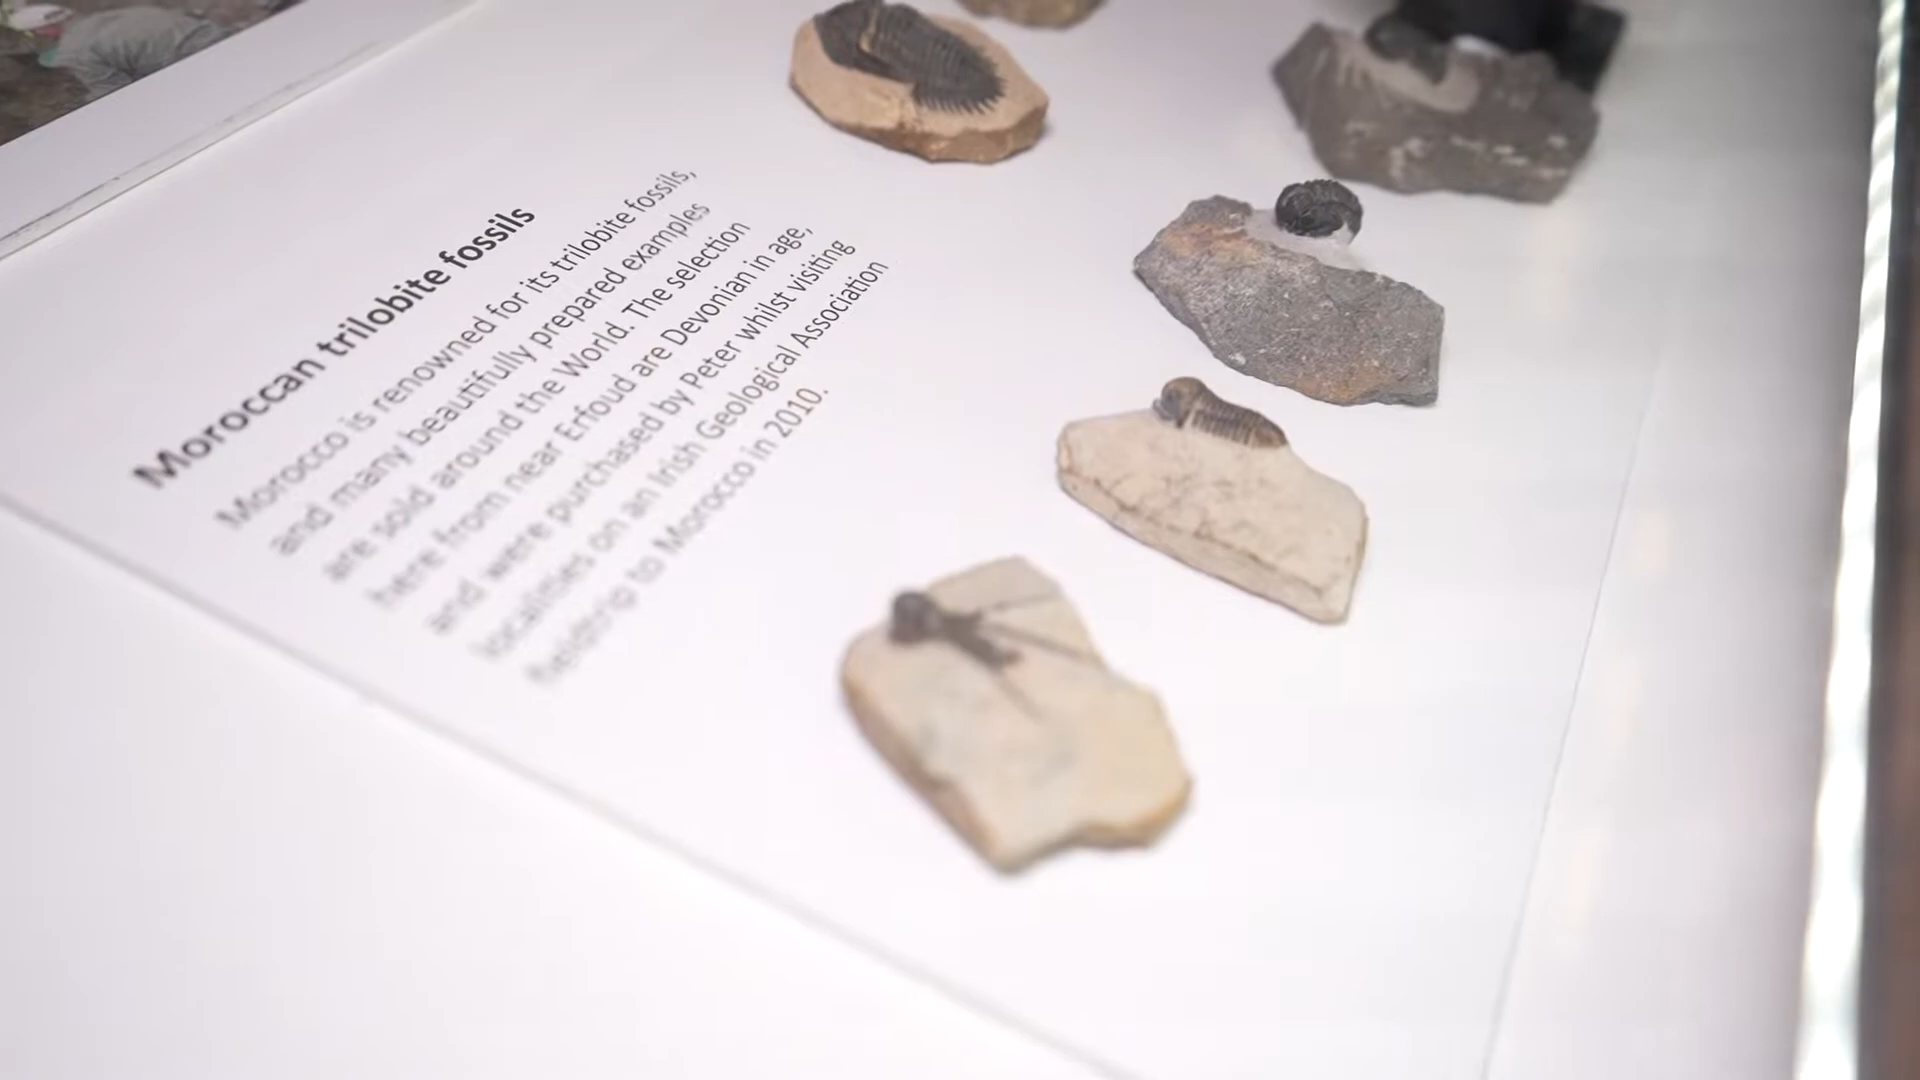 Moroccan trilobite fossils
Morocco is renowned for its trilobite fossils,
and many beautifully prepared examples
are sold around the World. The selection
here from near Erfoud are Devonian in age,
and were purchased by Peter whilst visiting
localities on an Irish Geological Association
fieldtrip to Morocco in 2010.